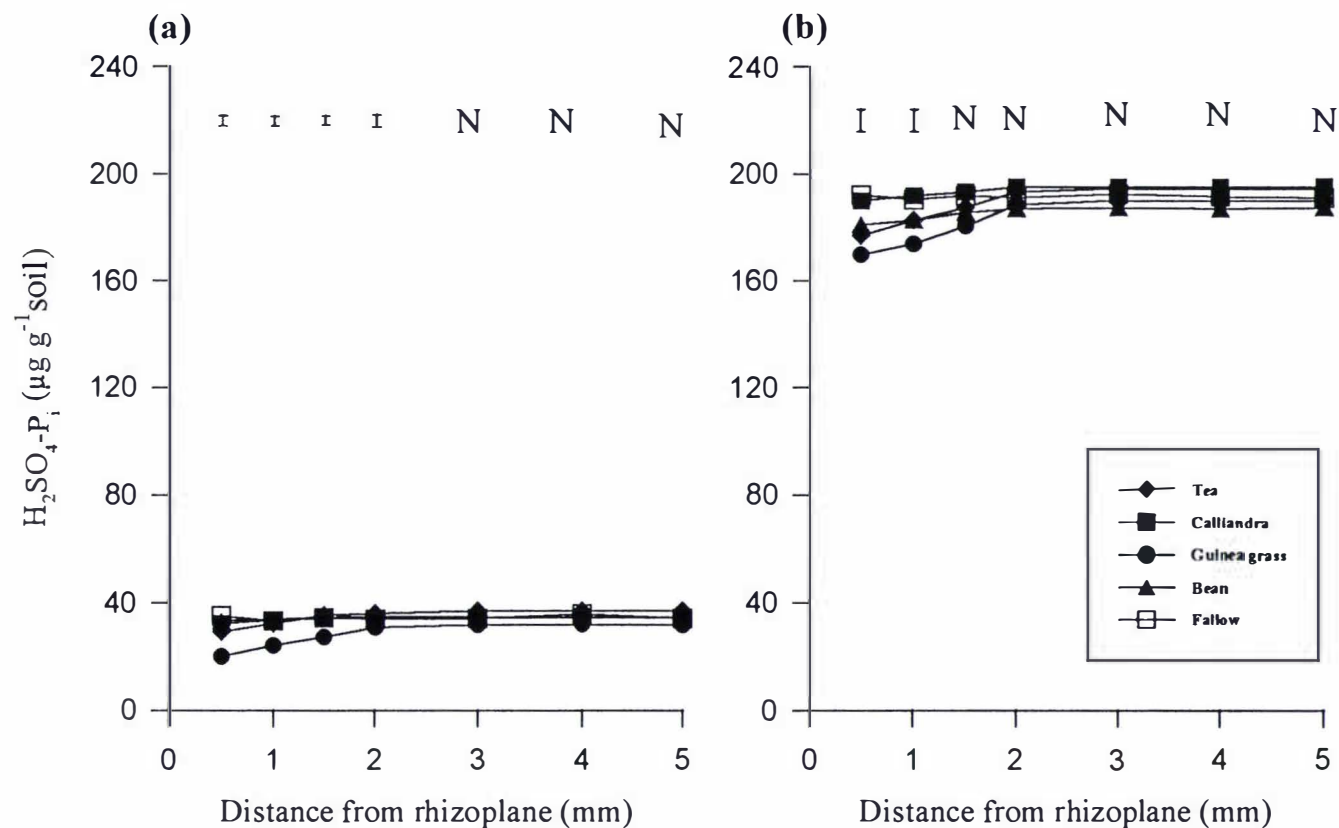 (a)
240
200
160
120
80
40
0
I I I I N N N
0 1 2 3 4 5
Distance from rhizoplane (mm)
H₂SO₄-Pᵢ (µg g⁻¹soil)
(b)
240
200
160
120
80
40
0
I I N N N N N
Tea
Calliandra
Guinea grass
Bean
Fallow
0 1 2 3 4 5
Distance from rhizoplane (mm)